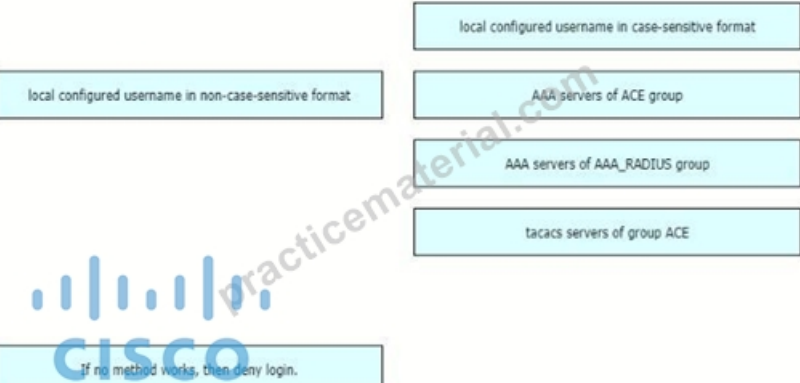 local configured username in case-sensitive format
local configured username in non-case-sensitive format
AAA servers of ACE group
AAA servers of AAA_RADIUS group
tacacs servers of group ACE
practicematerial.com
CISCO
If no method works, then deny login.